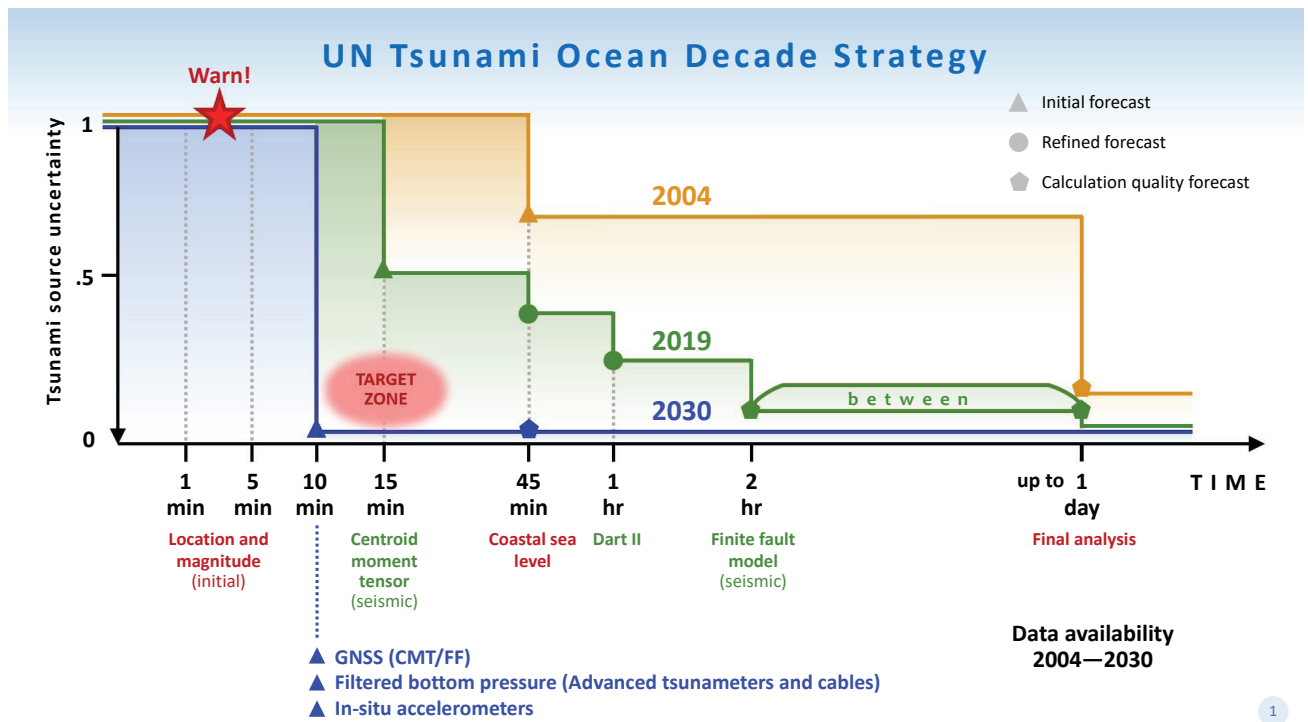 UN Tsunami Ocean Decade Strategy
Warn!
Initial forecast
Refined forecast
Calculation quality forecast
Tsunami source uncertainty
1
.5
0
2004
2019
2030
TARGET
ZONE
between
1
min
5
min
10
min
15
min
45
min
1
hr
2
hr
up to 1
day
TIME
Location and
magnitude
(initial)
Centroid
moment
tensor
(seismic)
Coastal sea
level
Dart II
Finite fault
model
(seismic)
Final analysis
GNSS (CMT/FF)
Filtered bottom pressure (Advanced tsunameters and cables)
In-situ accelerometers
Data availability
2004—2030
1